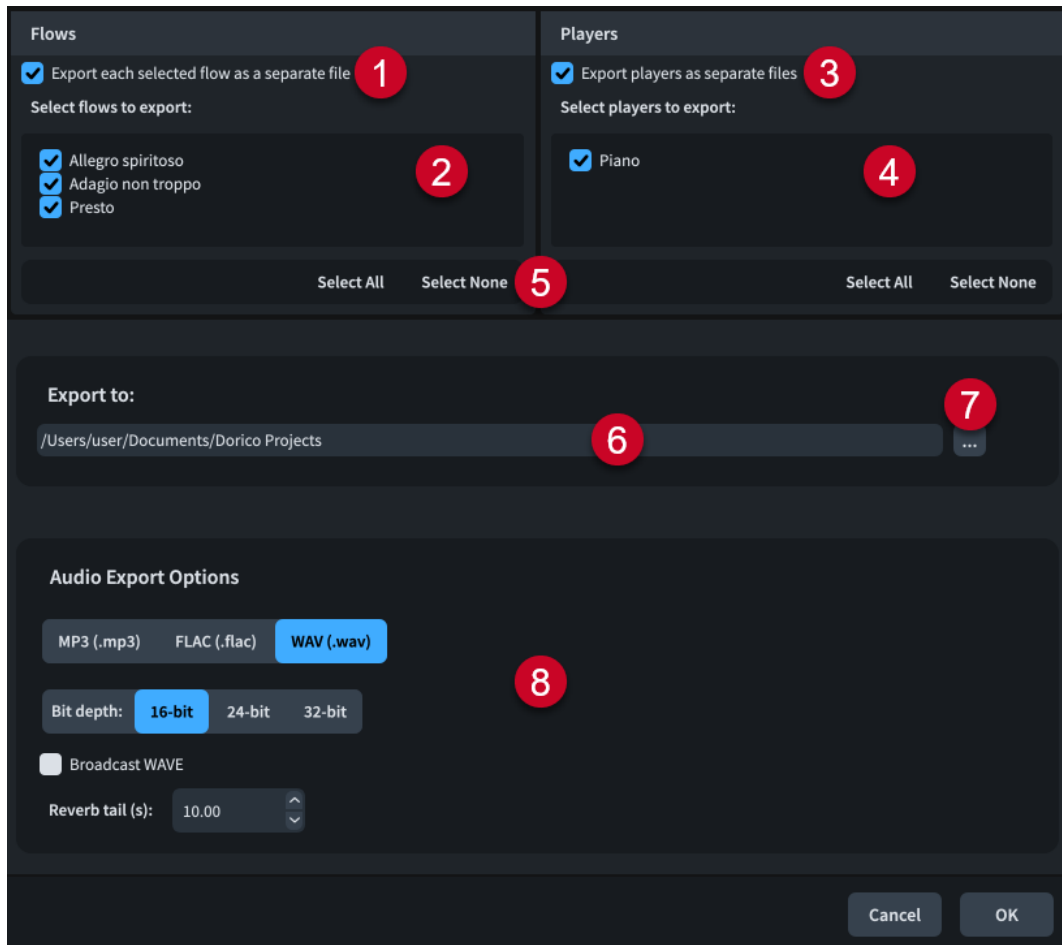 Flows
Export each selected flow as a separate file
1
Select flows to export:
Allegro spiritoso
Adagio non troppo
Presto
2
Select All
Select None
5
Players
Export players as separate files
3
Select players to export:
Piano
4
Select All
Select None
Export to:
7
/Users/user/Documents/Dorico Projects
6
...
Audio Export Options
MP3 (.mp3)
FLAC (.flac)
WAV (.wav)
8
Bit depth:
16-bit
24-bit
32-bit
Broadcast WAVE
Reverb tail (s):
10.00
Cancel
OK